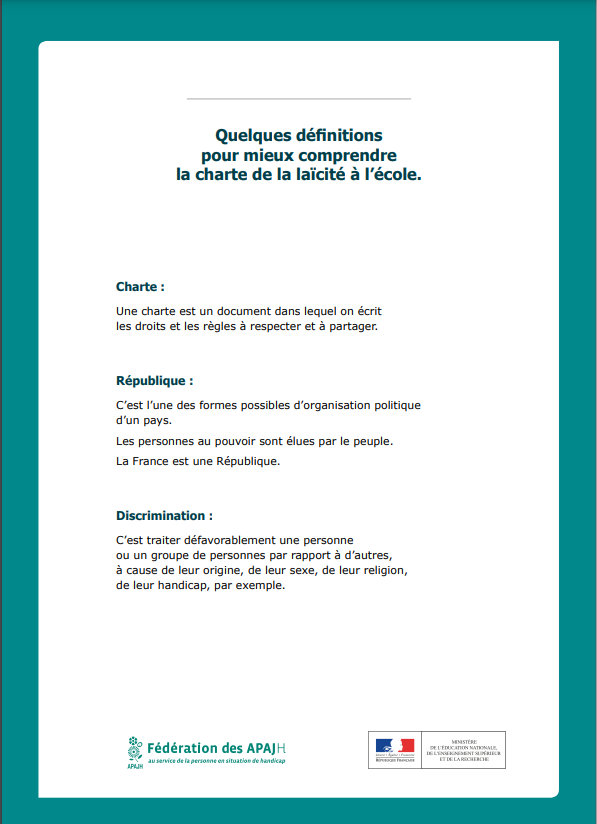 Quelques définitions
pour mieux comprendre
la charte de la laïcité à l’école.
Charte :
Une charte est un document dans lequel on écrit
les droits et les règles à respecter et à partager.
République :
C’est l’une des formes possibles d’organisation politique
d’un pays.
Les personnes au pouvoir sont élues par le peuple.
La France est une République.
Discrimination :
C’est traiter défavorablement une personne
ou un groupe de personnes par rapport à d’autres,
à cause de leur origine, de leur sexe, de leur religion,
de leur handicap, par exemple.
APAJH
Fédération des APAJH
au service de la personne en situation de handicap
Liberté • Égalité • Fraternité
RÉPUBLIQUE FRANÇAISE
MINISTÈRE
DE L’ÉDUCATION NATIONALE,
DE L’ENSEIGNEMENT SUPÉRIEUR
ET DE LA RECHERCHE